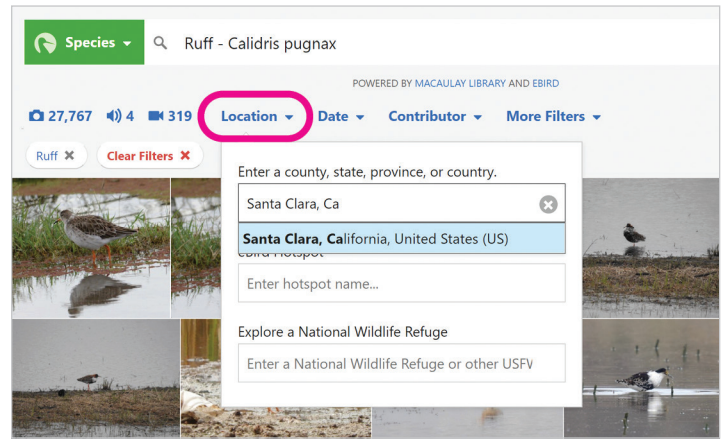 Species
Ruff - Calidris pugnax
POWERED BY MACAULAY LIBRARY AND EBIRD
27,767 4 319 Location Date Contributor More Filters
Ruff Clear Filters
Enter a county, state, province, or country.
Santa Clara, Ca
Santa Clara, California, United States (US)
eBird Hotspot
Enter hotspot name...
Explore a National Wildlife Refuge
Enter a National Wildlife Refuge or other USFV